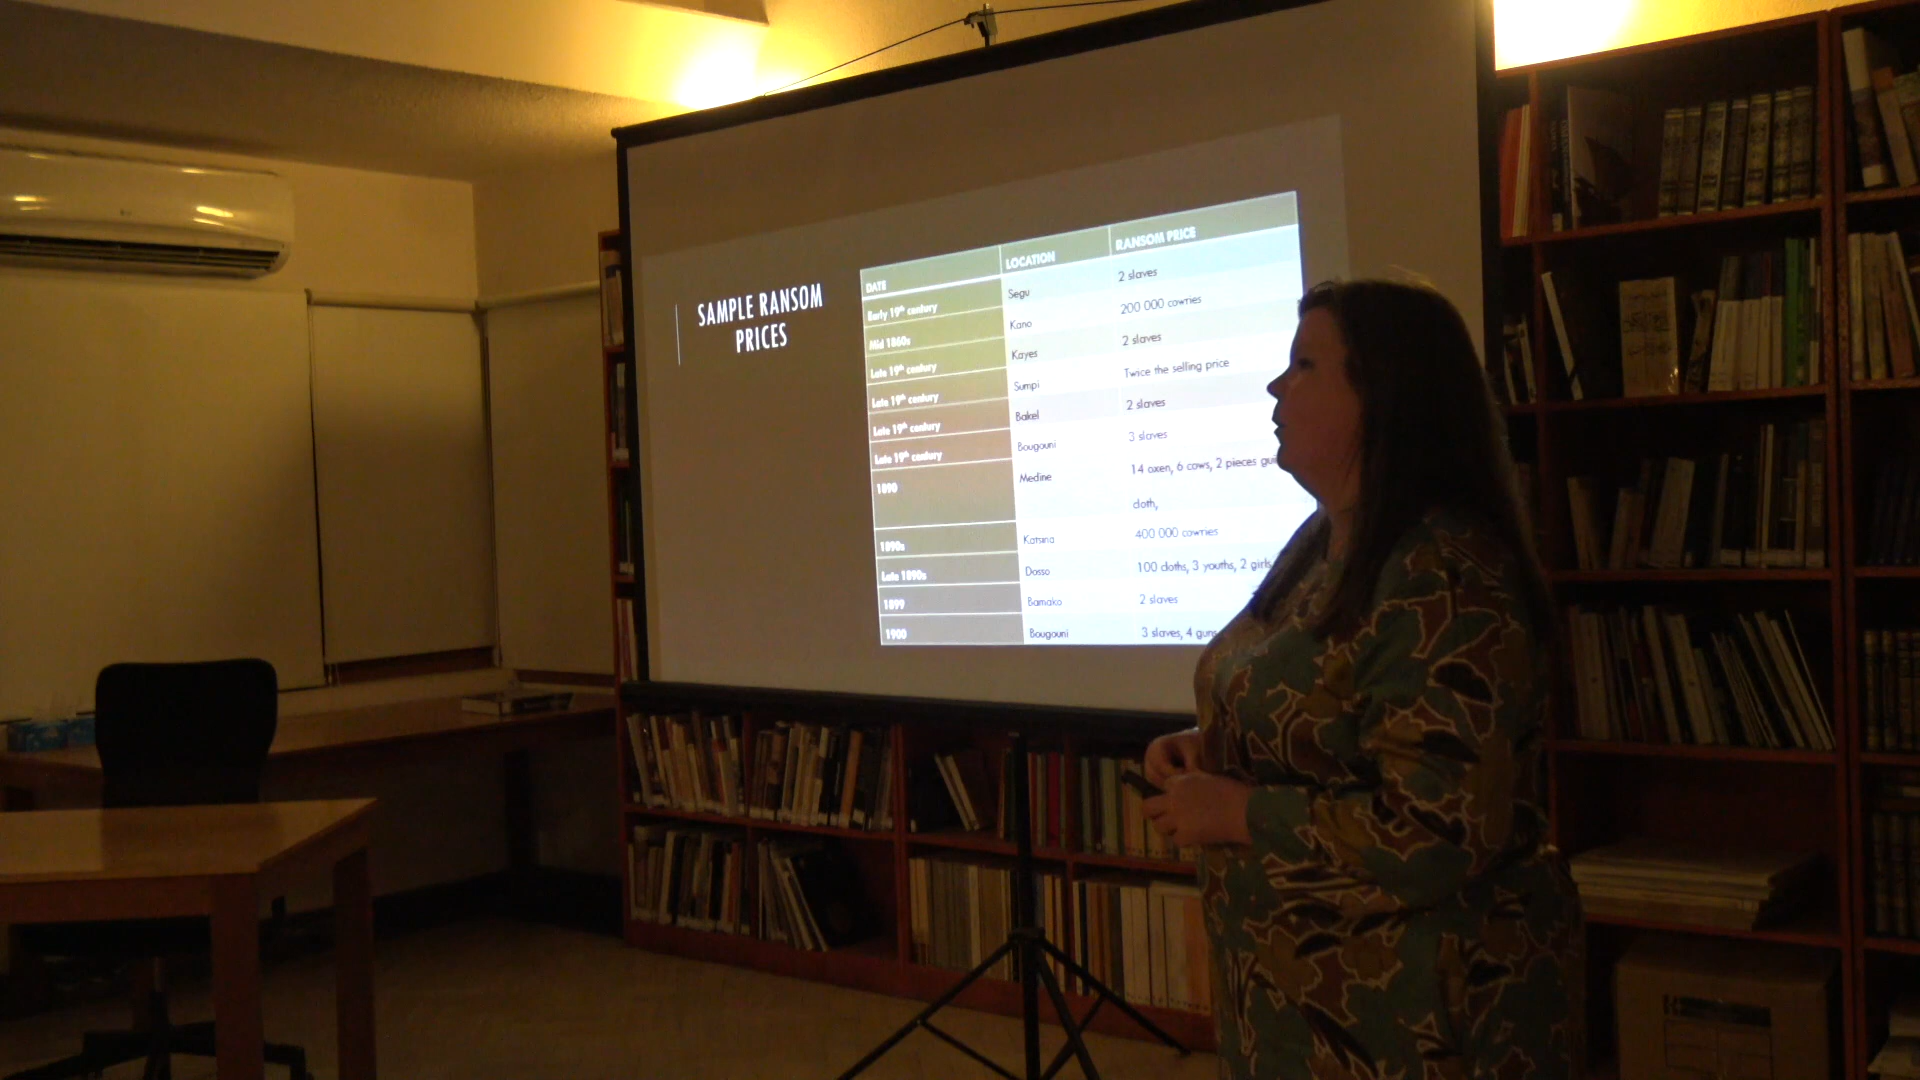 SAMPLE RANSOM
PRICES
DATE LOCATION RANSOM PRICE
Early 19th century Segu 2 slaves
Mid 1860s Kano 200 000 cowries
Late 19th century Kayes 2 slaves
Late 19th century Sumpi Twice the selling price
Late 19th century Bakel 2 slaves
Late 19th century Bougouni 3 slaves
1890 Medine 14 oxen, 6 cows, 2 pieces
cloth,
1890s Katsina 400 000 cowries
Late 1890s Dosso 100 cloths, 3 youths, 2 girls,
1899 Bamako 2 slaves
1900 Bougouni 3 slaves, 4 guns